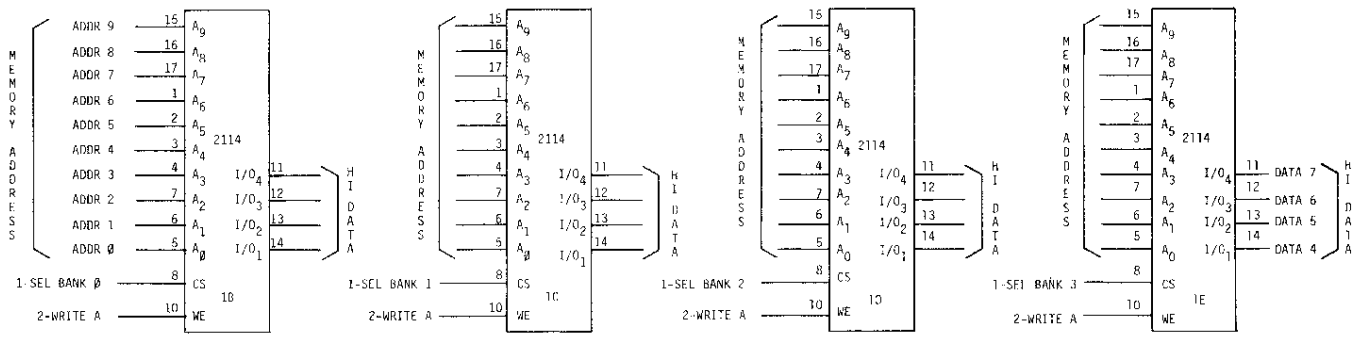 MEMORY ADDRESS
ADDR 9 15 A9
ADDR 8 16 A8
ADDR 7 17 A7
ADDR 6 1 A6
ADDR 5 2 A5
ADDR 4 3 A4
ADDR 3 4 A3
ADDR 2 7 A2
ADDR 1 6 A1
ADDR Ø 5 AØ
2114
I/O4 11
I/O3 12
I/O2 13
I/O1 14
HI DATA
1-SEL BANK Ø 8 CS
1B
2-WRITE A 10 WE
MEMORY ADDRESS
15 A9
16 A8
17 A7
1 A6
2 A5
3 A4
4 A3
7 A2
6 A1
5 AØ
2114
I/O4 11
I/O3 12
I/O2 13
I/O1 14
HI DATA
1-SEL BANK 1 8 CS
1C
2-WRITE A 10 WE
MEMORY ADDRESS
15 A9
16 A8
17 A7
1 A6
2 A5
3 A4
4 A3
7 A2
6 A1
5 A0
2114
I/O4 11
I/O3 12
I/O2 13
I/O1 14
HI DATA
1-SEL BANK 2 8 CS
1D
2-WRITE A 10 WE
MEMORY ADDRESS
15 A9
16 A8
17 A7
1 A6
2 A5
3 A4
4 A3
7 A2
6 A1
5 A0
2114
I/O4 11 DATA 7
I/O3 12 DATA 6
I/O2 13 DATA 5
I/O1 14 DATA 4
HI DATA
1-SEL BANK 3 8 CS
1E
2-WRITE A 10 WE